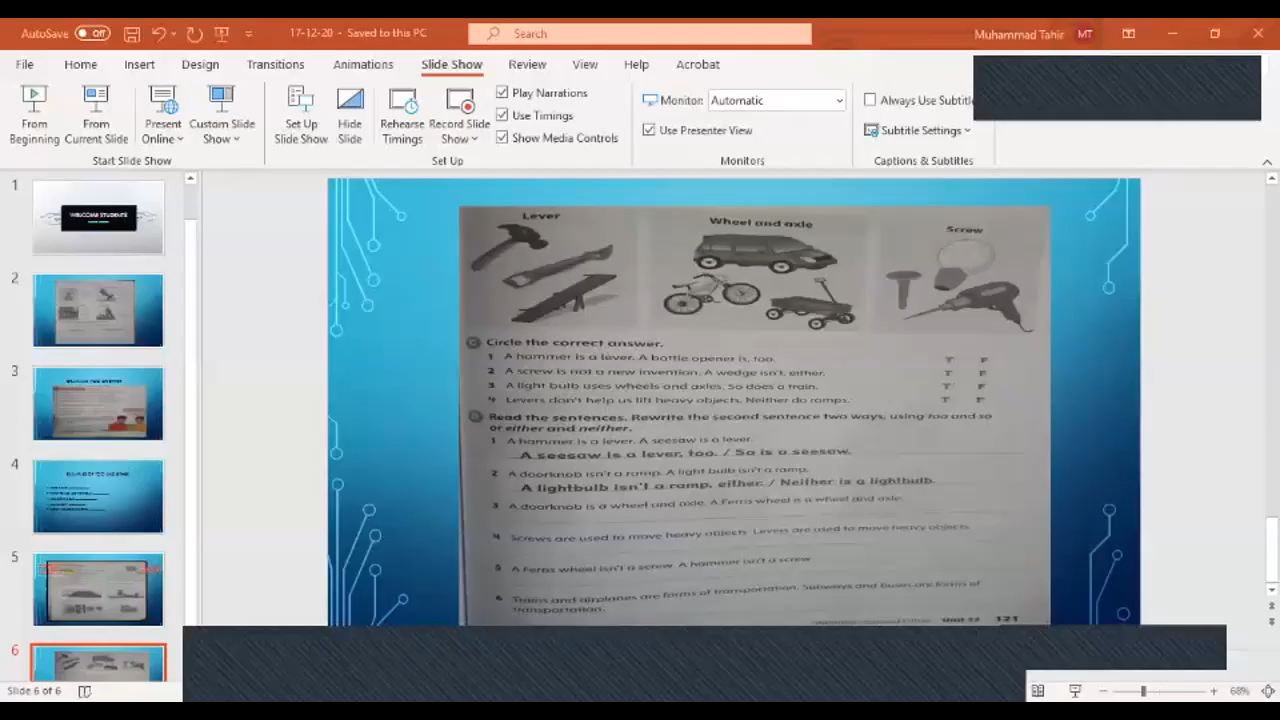 AutoSave Off 17-12-20 - Saved to this PC Search Muhammad Tahir MT
File Home Insert Design Transitions Animations Slide Show Review View Help Acrobat
From Beginning
From Current Slide
Present Online
Custom Slide Show
Start Slide Show
Set Up Slide Show
Hide Slide
Rehearse Timings
Record Slide Show
Play Narrations
Use Timings
Show Media Controls
Set Up
Monitor: Automatic
Use Presenter View
Monitors
Always Use
Subtitle Settings
Captions & Subtitles
1
WELCOME STUDENTS
2
3
4
5
6
Lever
Wheel and axle
Screw
C Circle the correct answer.
1 A hammer is a lever. A bottle opener is, too. T F
2 A screw is not a new invention. A wedge isn't, either. T F
3 A light bulb uses wheels and axles. So does a train. T F
4 Levers don't help us lift heavy objects. Neither do ramps. T F
D Read the sentences. Rewrite the second sentence two ways, using too and so
or either and neither.
1 A hammer is a lever. A seesaw is a lever.
A seesaw is a lever, too. / So is a seesaw.
2 A doorknob isn't a ramp. A light bulb isn't a ramp.
A lightbulb isn't a ramp, either. / Neither is a lightbulb.
3 A doorknob is a wheel and axle. A Ferris wheel is a wheel and axle.
4 Screws are used to move heavy objects. Levers are used to move heavy objects.
5 A Ferris wheel isn't a screw. A hammer isn't a screw.
6 Trains and airplanes are forms of transportation. Subways and buses are forms of
transportation.
121
Slide 6 of 6
68%